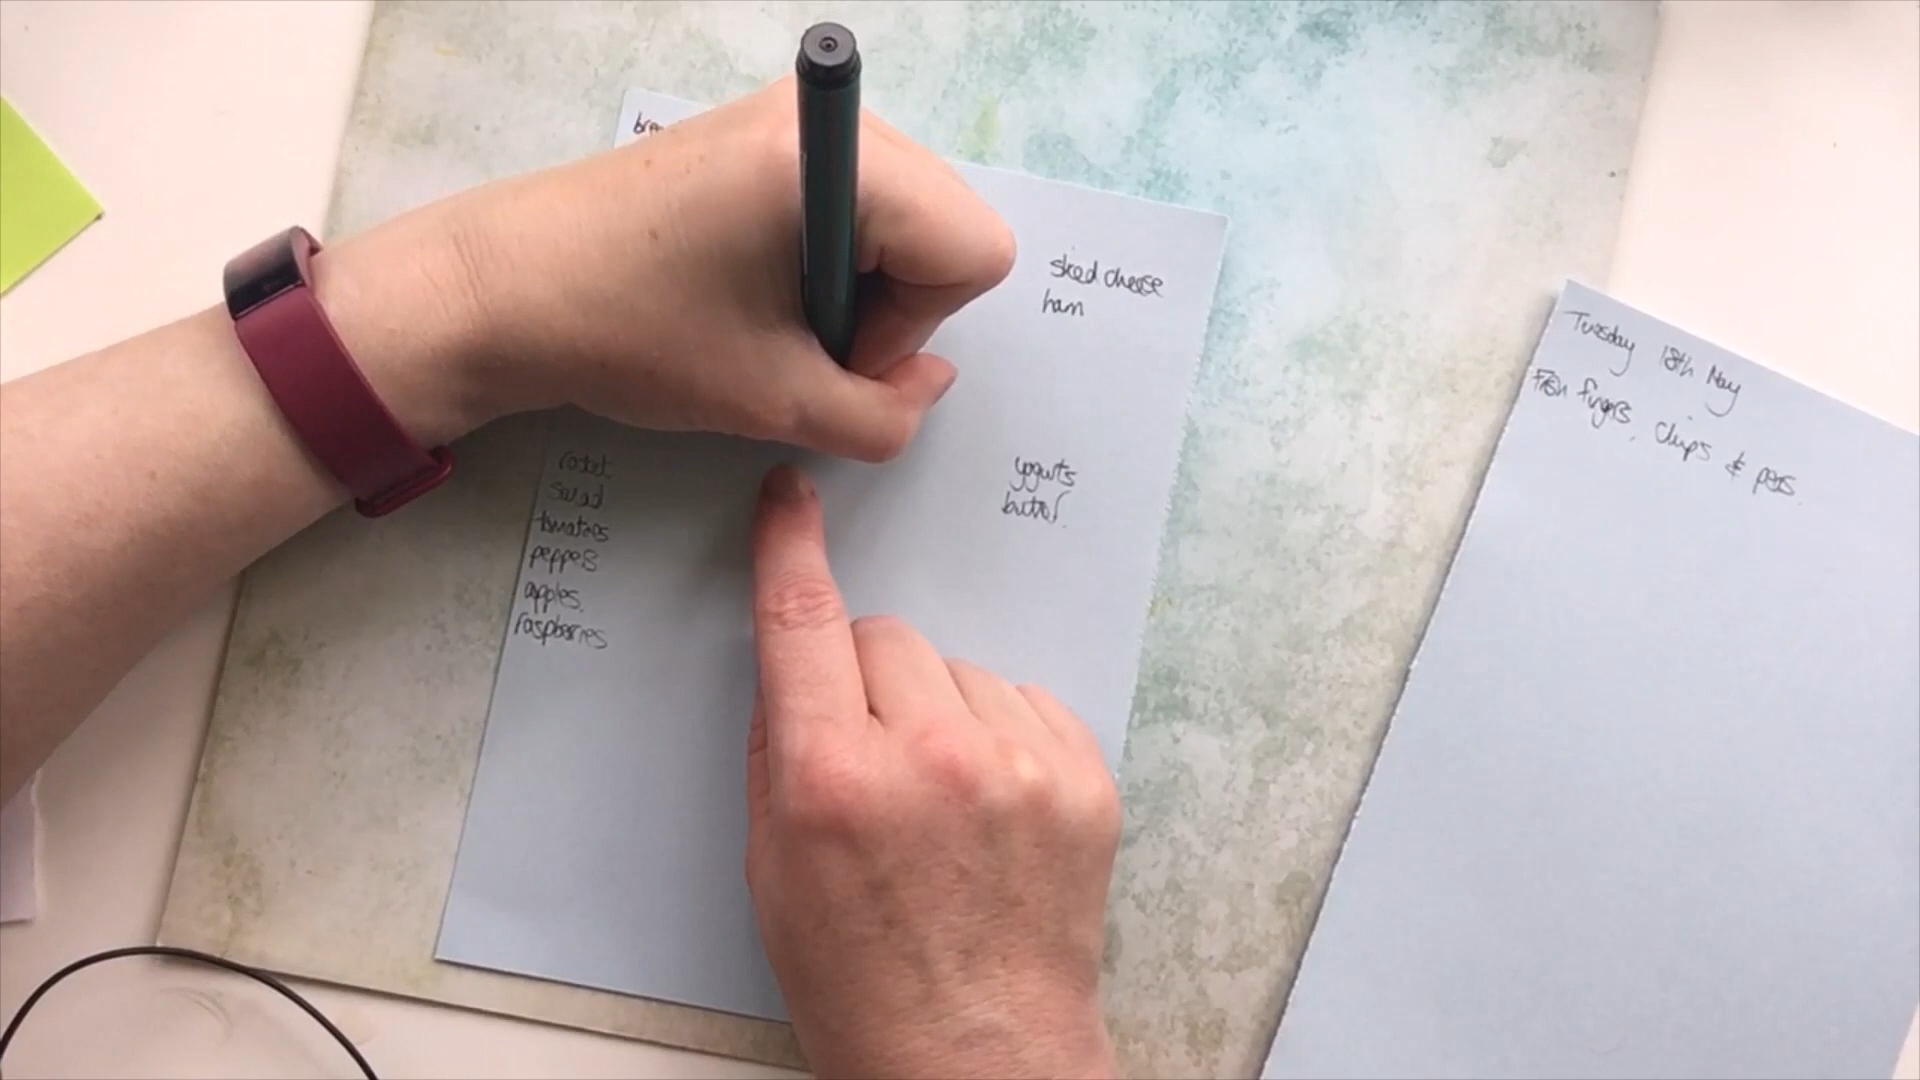 sliced cheese
ham
rocket
salad
tomatoes
peppers
apples.
raspberries
yogurts
butter.
Tuesday 18th May
Fish fingers, Chips & peas.